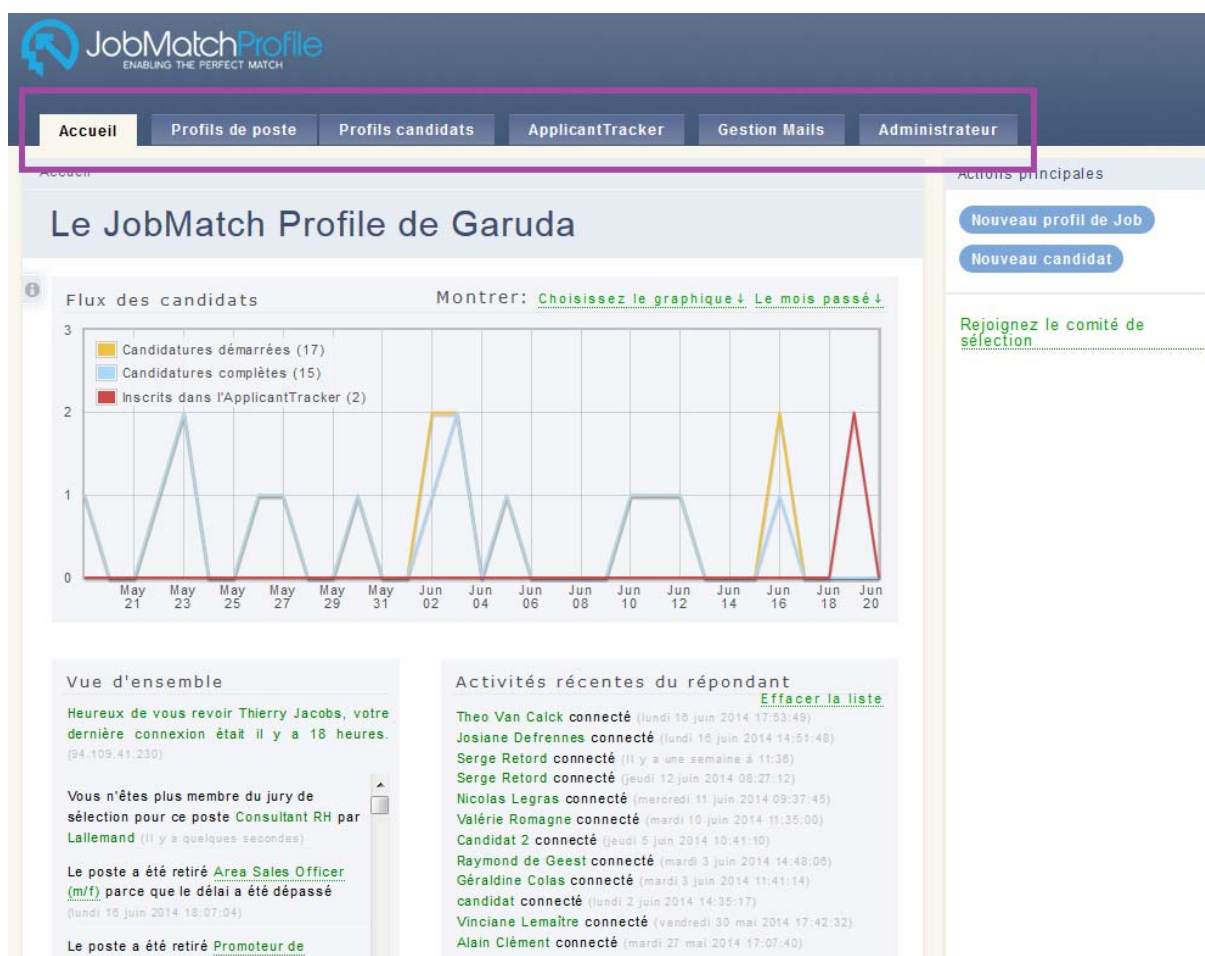 JobMatchProfile
ENABLING THE PERFECT MATCH
Accueil
Profils de poste
Profils candidats
ApplicantTracker
Gestion Mails
Administrateur
Accueil
Le JobMatch Profile de Garuda
Flux des candidats
Montrer: Choisissez le graphique↓ Le mois passé↓
3
Candidatures démarrées (17)
Candidatures complètes (15)
Inscrits dans l'ApplicantTracker (2)
2
1
0
May 21
May 23
May 25
May 27
May 29
May 31
Jun 02
Jun 04
Jun 06
Jun 08
Jun 10
Jun 12
Jun 14
Jun 16
Jun 18
Jun 20
Vue d'ensemble
Heureux de vous revoir Thierry Jacobs, votre
dernière connexion était il y a 18 heures.
(94.109.41.230)
Vous n'êtes plus membre du jury de
sélection pour ce poste Consultant RH par
Lallemand (Il y a quelques secondes)
Le poste a été retiré Area Sales Officer
(m/f) parce que le délai a été dépassé
(lundi 16 juin 2014 18:07:04)
Le poste a été retiré Promoteur de
Activités récentes du répondant
Effacer la liste
Theo Van Calck connecté (lundi 16 juin 2014 17:53:49)
Josiane Defrennes connecté (lundi 16 juin 2014 14:51:48)
Serge Retord connecté (Il y a une semaine à 11:36)
Serge Retord connecté (jeudi 12 juin 2014 08:27:12)
Nicolas Legras connecté (mercredi 11 juin 2014 09:37:45)
Valérie Romagne connecté (mardi 10 juin 2014 11:35:00)
Candidat 2 connecté (jeudi 5 juin 2014 10:41:10)
Raymond de Geest connecté (mardi 3 juin 2014 14:48:06)
Géraldine Colas connecté (mardi 3 juin 2014 11:41:14)
candidat connecté (lundi 2 juin 2014 14:35:17)
Vinciane Lemaître connecté (vendredi 30 mai 2014 17:42:32)
Alain Clément connecté (mardi 27 mai 2014 17:07:40)
Actions principales
Nouveau profil de Job
Nouveau candidat
Rejoignez le comité de
sélection